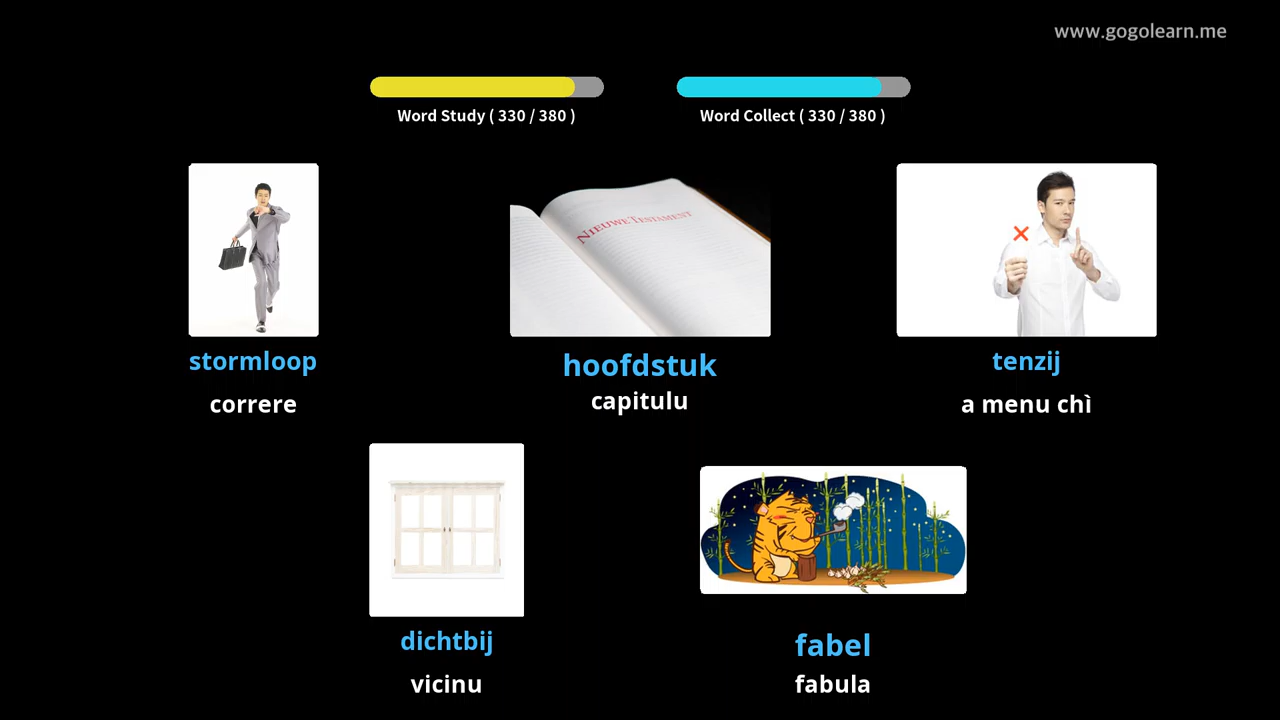 www.gogolearn.me
Word Study ( 330 / 380 )
Word Collect ( 330 / 380 )
NIEUWE TESTAMENT
stormloop
correre
hoofdstuk
capitulu
tenzij
a menu chì
dichtbij
vicinu
fabel
fabula